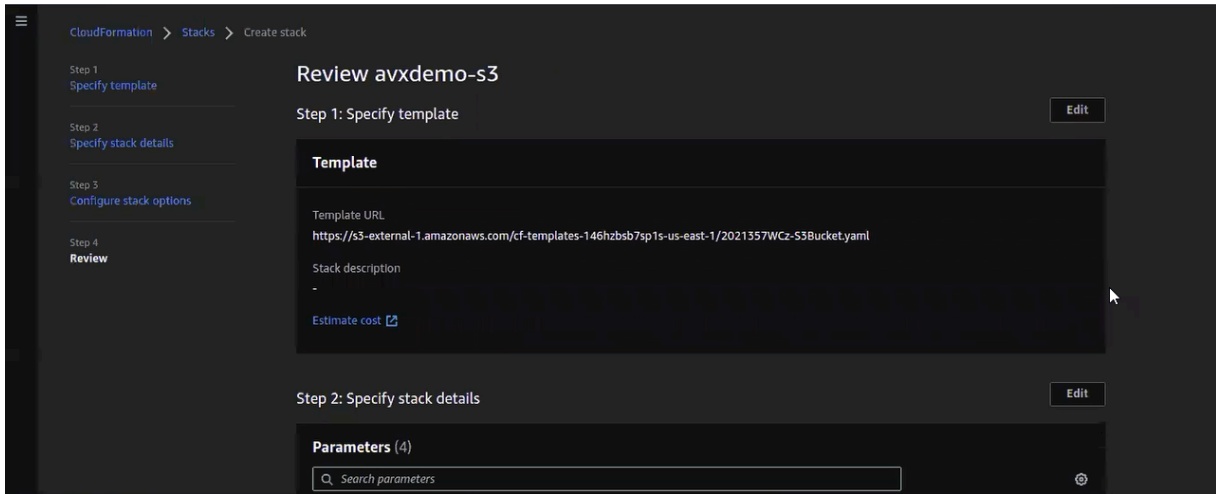 CloudFormation > Stacks > Create stack
Step 1
Specify template
Step 2
Specify stack details
Step 3
Configure stack options
Step 4
Review
Review avxdemo-s3
Step 1: Specify template
Edit
Template
Template URL
https://s3-external-1.amazonaws.com/cf-templates-146hzbsb7sp1s-us-east-1/2021357WCz-S3Bucket.yaml
Stack description
-
Estimate cost
Step 2: Specify stack details
Edit
Parameters (4)
Search parameters